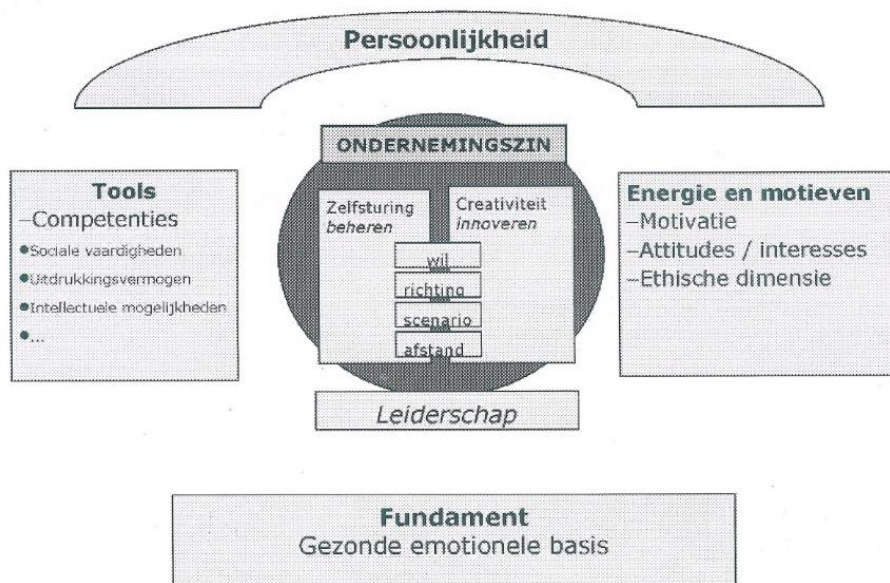 Persoonlijkheid
ONDERNEMINGSZIN
Tools
–Competenties
•Sociale vaardigheden
•Uitdrukkingsvermogen
•Intellectuele mogelijkheden
•...
Zelfsturing
beheren
Creativiteit
innoveren
wil
richting
scenario
afstand
Energie en motieven
–Motivatie
–Attitudes / interesses
–Ethische dimensie
Leiderschap
Fundament
Gezonde emotionele basis